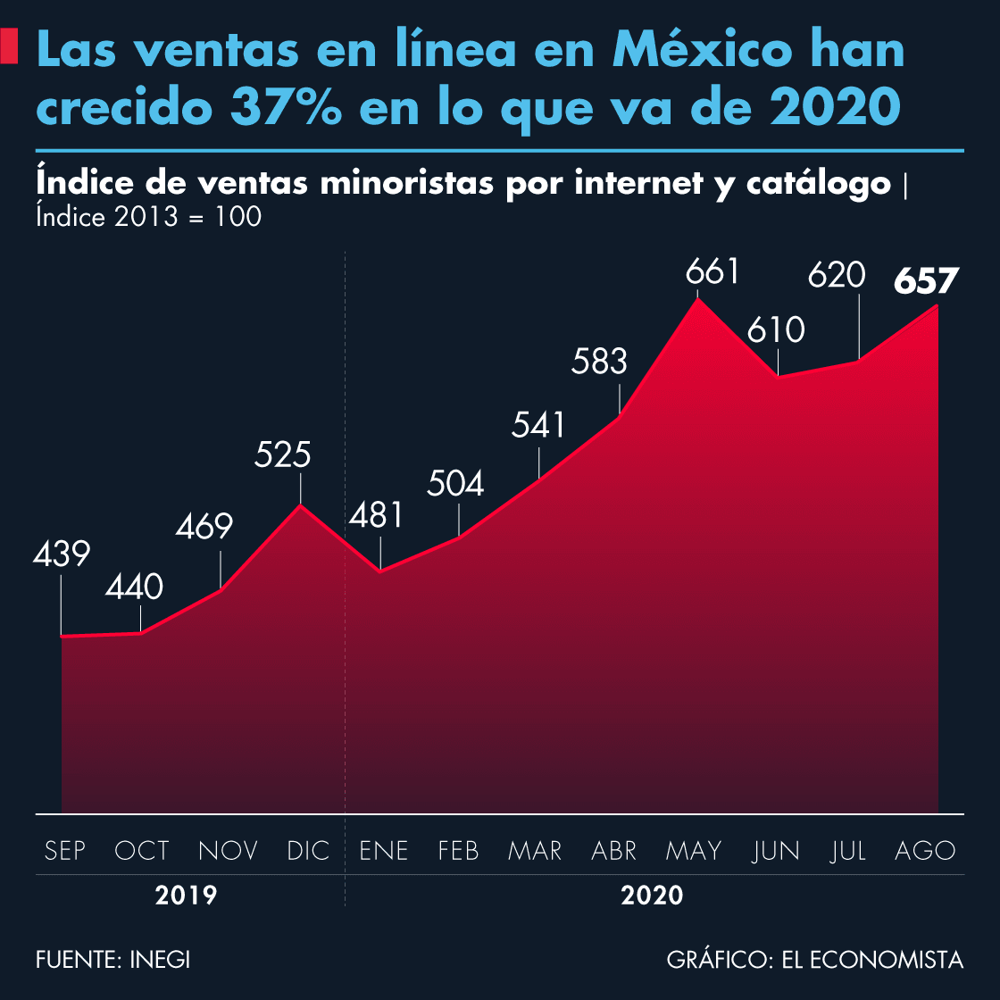 Las ventas en línea en México han
crecido 37% en lo que va de 2020
Índice de ventas minoristas por internet y catálogo |
Índice 2013 = 100
439
440
469
525
481
504
541
583
661
610
620
657
SEP OCT NOV DIC ENE FEB MAR ABR MAY JUN JUL AGO
2019 2020
FUENTE: INEGI GRÁFICO: EL ECONOMISTA